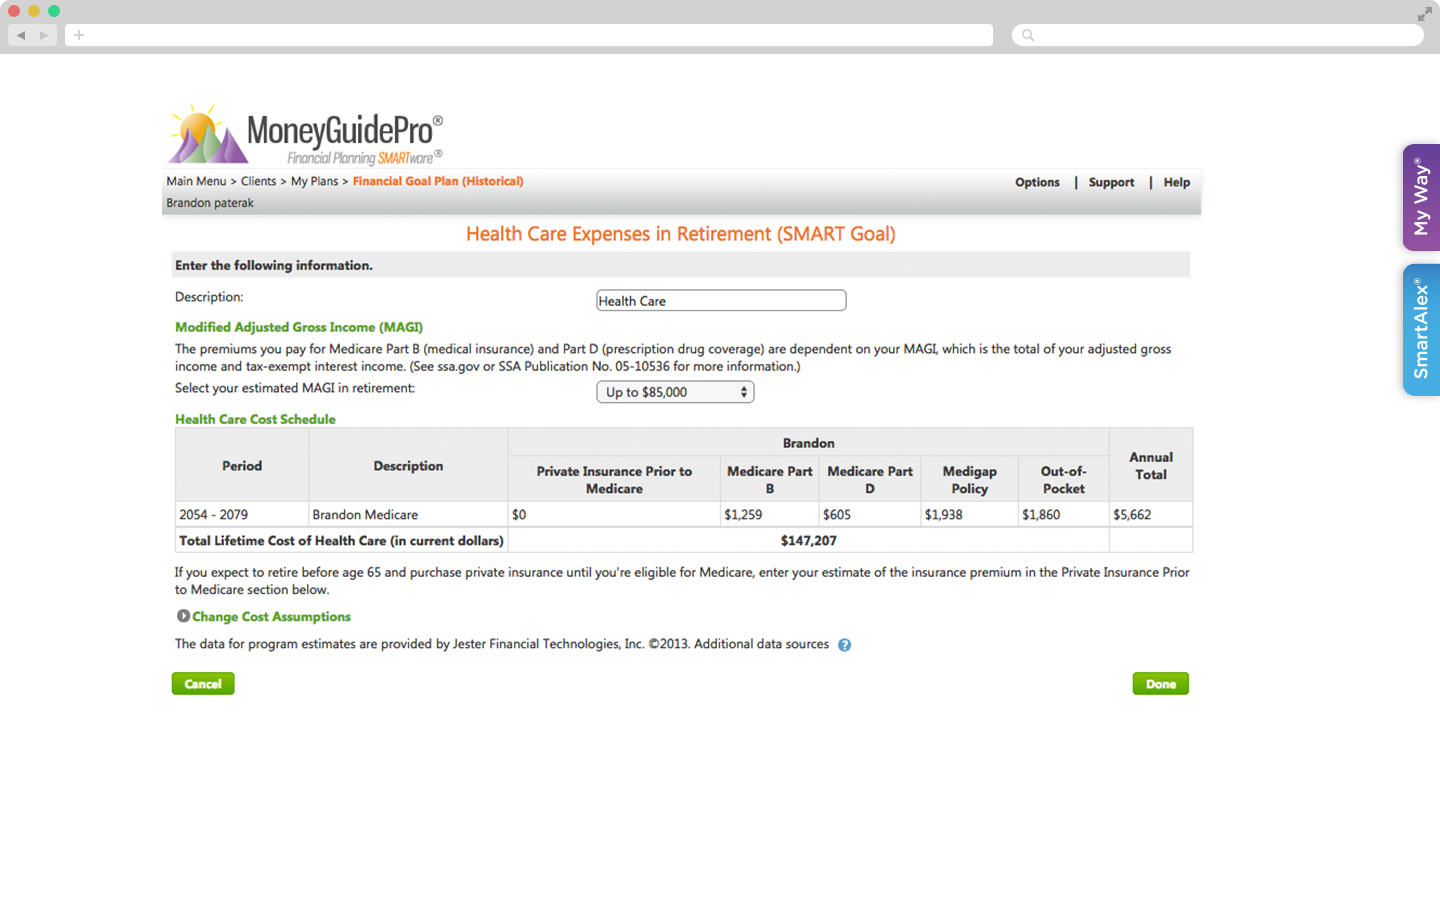 MoneyGuidePro®
Financial Planning SMARTware®
Main Menu > Clients > My Plans > Financial Goal Plan (Historical)
Options | Support | Help
Brandon paterak
My Way®
SmartAlex®
Health Care Expenses in Retirement (SMART Goal)
Enter the following information.
Description: Health Care
Modified Adjusted Gross Income (MAGI)
The premiums you pay for Medicare Part B (medical insurance) and Part D (prescription drug coverage) are dependent on your MAGI, which is the total of your adjusted gross
income and tax-exempt interest income. (See ssa.gov or SSA Publication No. 05-10536 for more information.)
Select your estimated MAGI in retirement: Up to $85,000
Health Care Cost Schedule
Brandon
Period Description Annual
Total
Private Insurance Prior to
Medicare
Medicare Part
B
Medicare Part
D
Medigap
Policy
Out-of-
Pocket
2054 - 2079 Brandon Medicare $0 $1,259 $605 $1,938 $1,860 $5,662
Total Lifetime Cost of Health Care (in current dollars) $147,207
If you expect to retire before age 65 and purchase private insurance until you're eligible for Medicare, enter your estimate of the insurance premium in the Private Insurance Prior
to Medicare section below.
Change Cost Assumptions
The data for program estimates are provided by Jester Financial Technologies, Inc. ©2013. Additional data sources ?
Cancel
Done